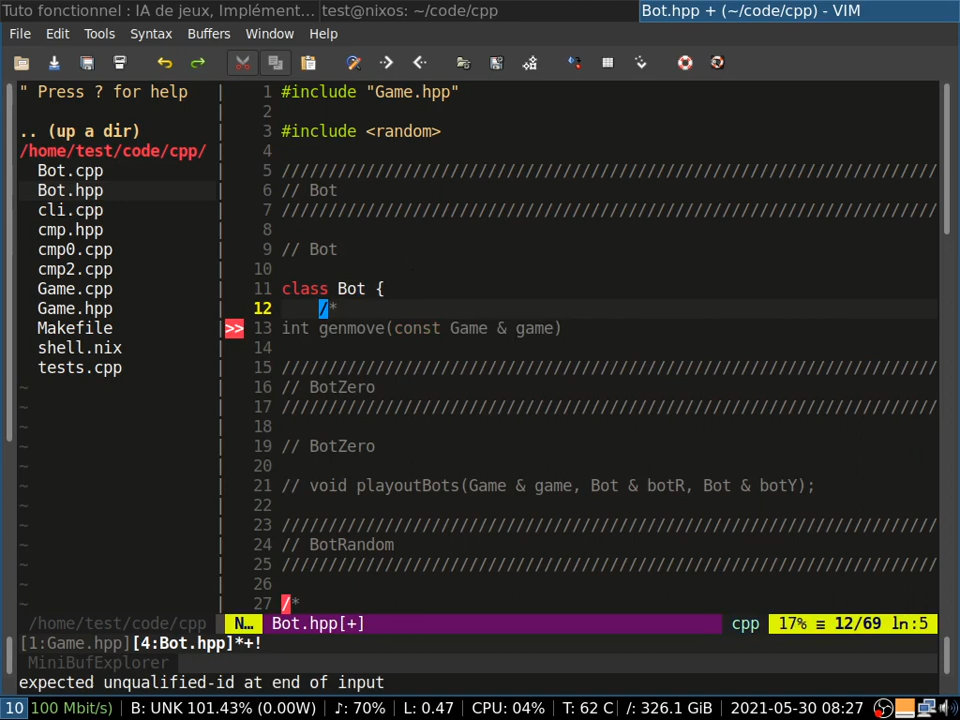 Tuto fonctionnel : IA de jeux, Implément... test@nixos: ~/code/cpp Bot.hpp + (~/code/cpp) - VIM
File Edit Tools Syntax Buffers Window Help
" Press ? for help
.. (up a dir)
/home/test/code/cpp/
Bot.cpp
Bot.hpp
cli.cpp
cmp.hpp
cmp0.cpp
cmp2.cpp
Game.cpp
Game.hpp
Makefile
shell.nix
tests.cpp
~
~
~
~
~
~
~
~
~
~
~
~
1 #include "Game.hpp"
2
3 #include <random>
4
5 //////////////////////////////////////////////////////////////////////
6 // Bot
7 //////////////////////////////////////////////////////////////////////
8
9 // Bot
10
11 class Bot {
12 /*
>> 13 int genmove(const Game & game)
14
15 //////////////////////////////////////////////////////////////////////
16 // BotZero
17 //////////////////////////////////////////////////////////////////////
18
19 // BotZero
20
21 // void playoutBots(Game & game, Bot & botR, Bot & botY);
22
23 //////////////////////////////////////////////////////////////////////
24 // BotRandom
25 //////////////////////////////////////////////////////////////////////
26
27 /*
/home/test/code/cpp N… Bot.hpp[+] cpp 17% ≡ 12/69 ln:5
[1:Game.hpp][4:Bot.hpp]*+!
MiniBufExplorer
expected unqualified-id at end of input
10 100 Mbit/s) B: UNK 101.43% (0.00W) ♪: 70% L: 0.47 CPU: 04% T: 62 C /: 326.1 GiB 2021-05-30 08:27